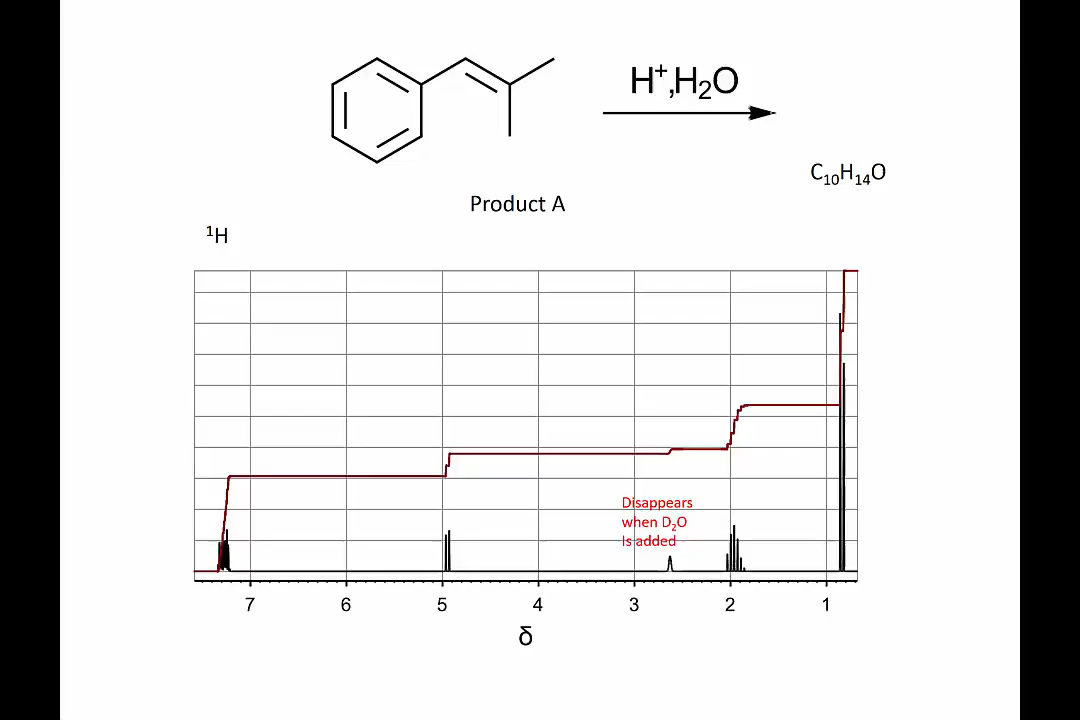 H⁺,H₂O
C₁₀H₁₄O
Product A
¹H
Disappears
when D₂O
Is added
7 6 5 4 3 2 1
δ